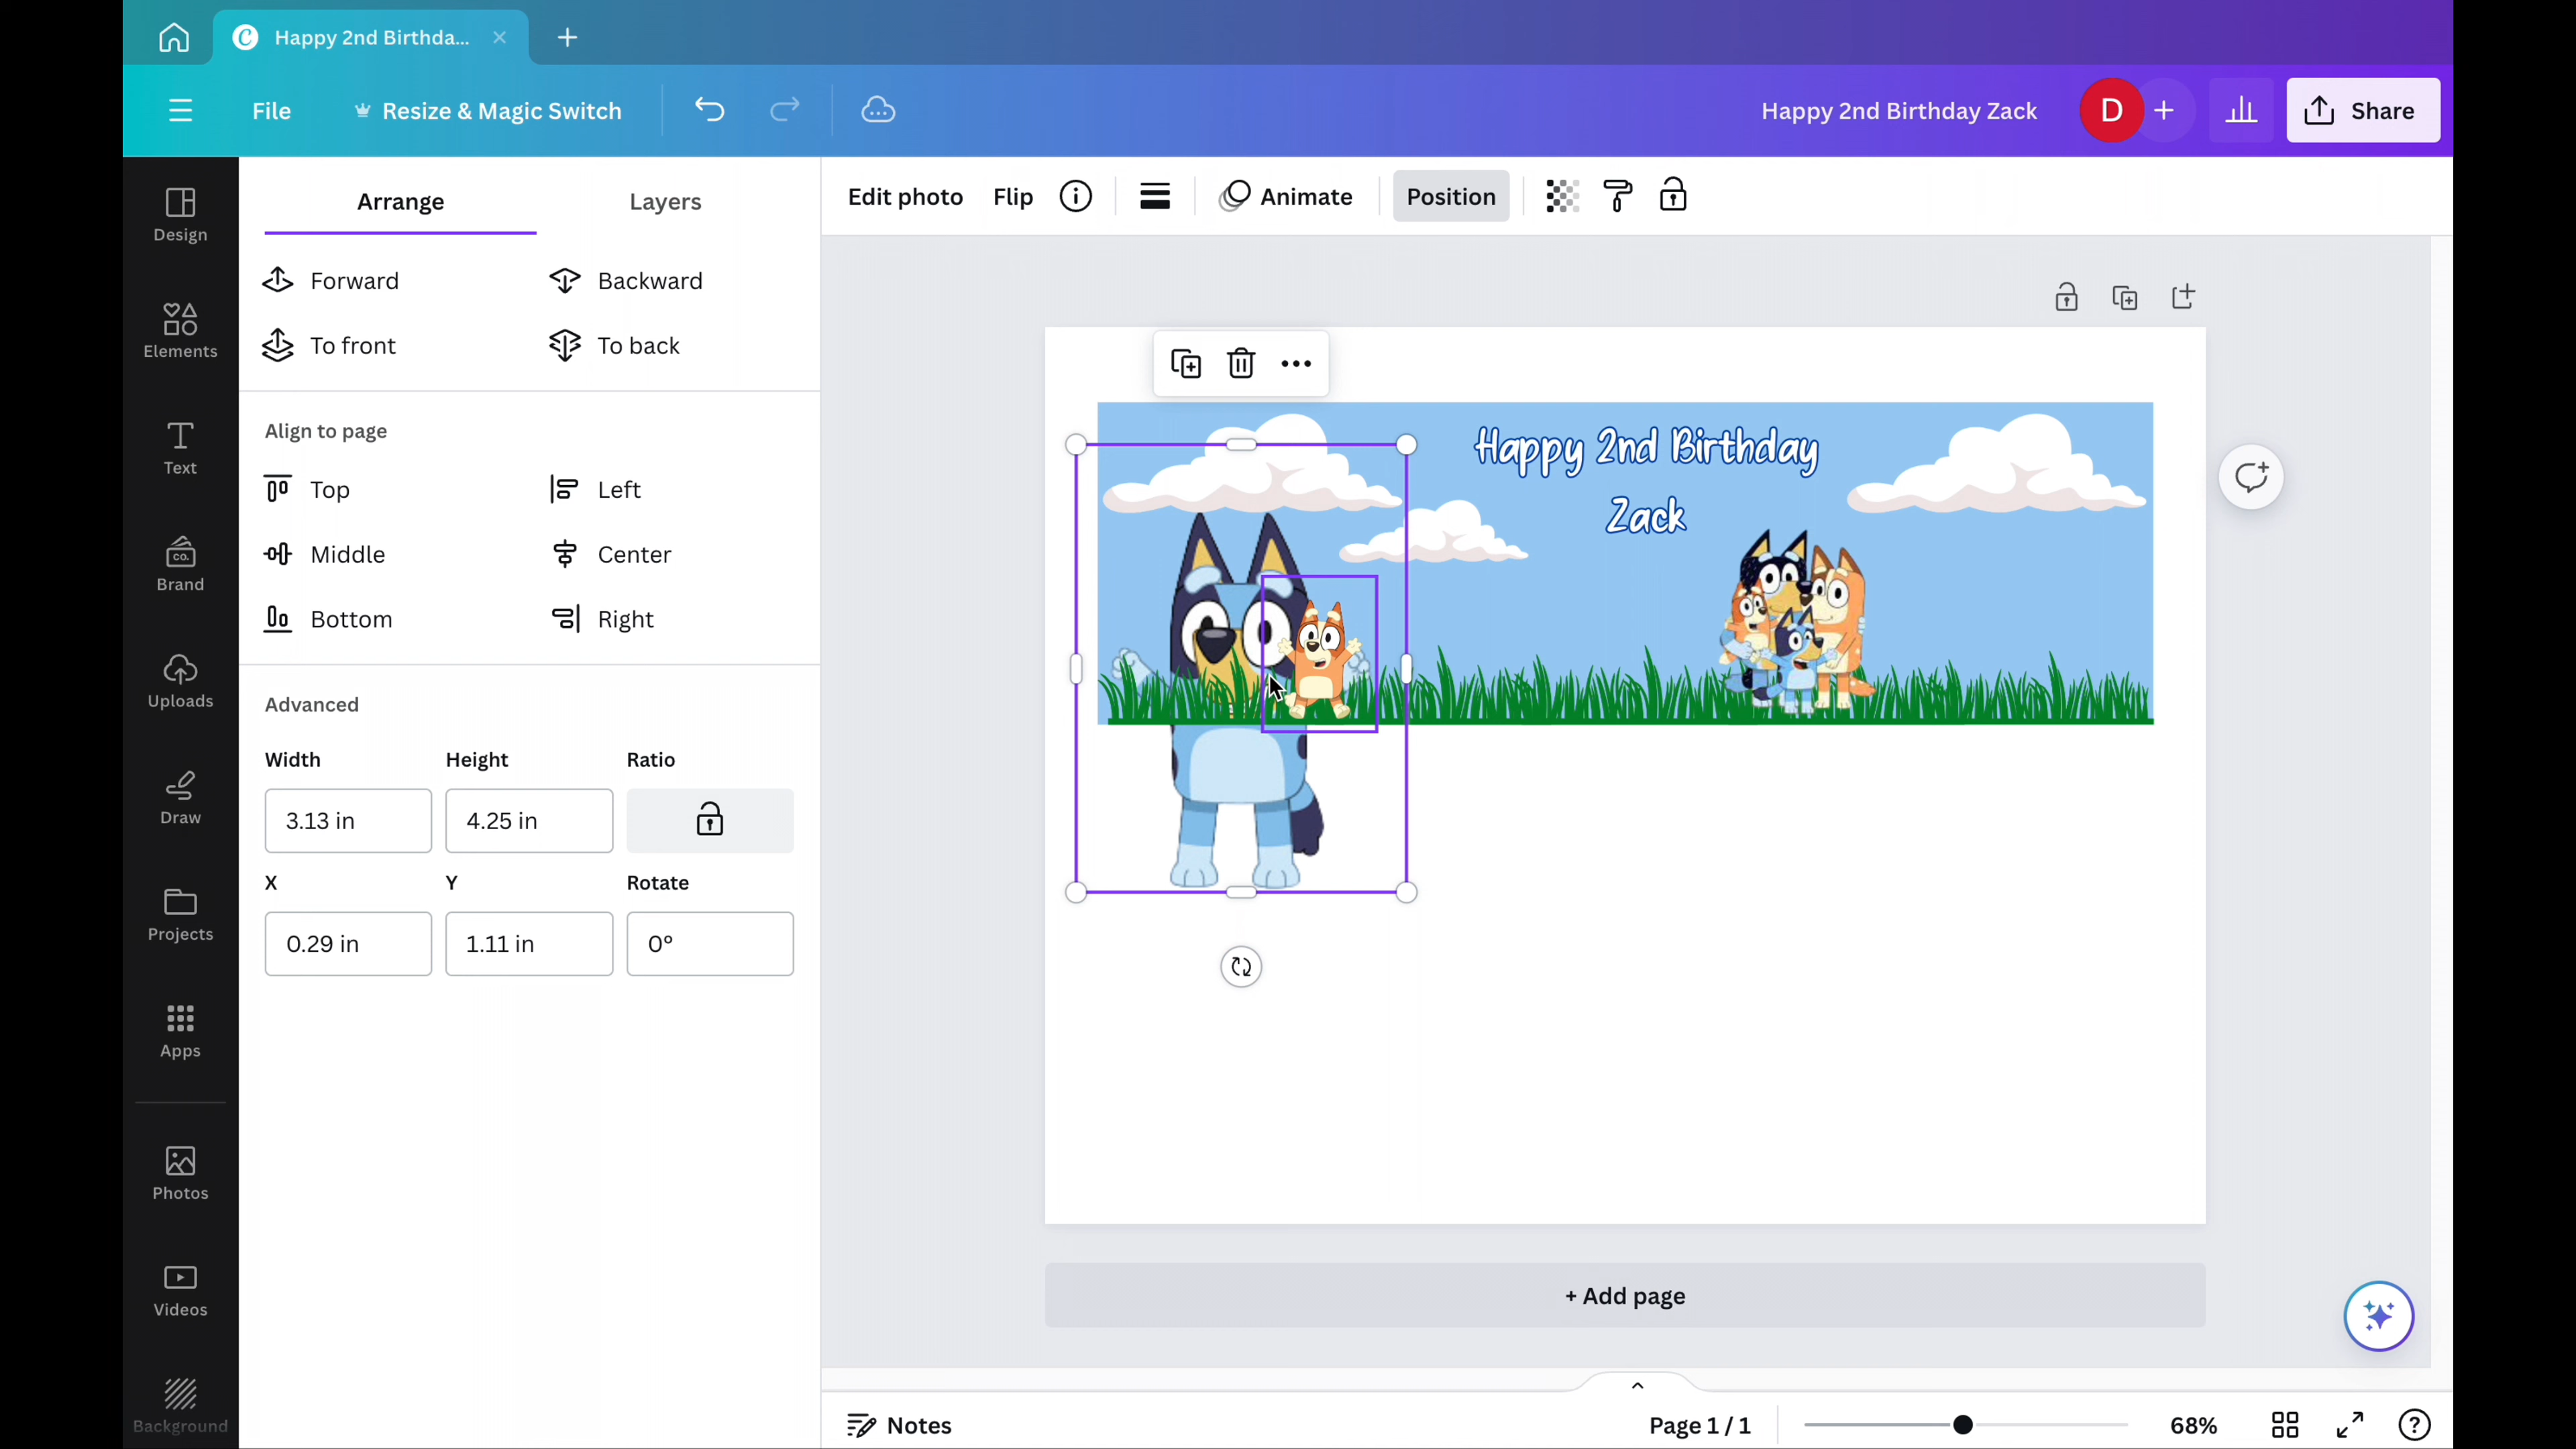 Happy 2nd Birthda...
File
Resize & Magic Switch
Happy 2nd Birthday Zack
D
Share
Design
Elements
Text
CO.
Brand
Uploads
Draw
Projects
Apps
Photos
Videos
Background
Arrange
Layers
Forward
Backward
To front
To back
Align to page
Top
Left
Middle
Center
Bottom
Right
Advanced
Width
Height
Ratio
3.13 in
4.25 in
X
Y
Rotate
0.29 in
1.11 in
0°
Edit photo
Flip
Animate
Position
Happy 2nd Birthday
Zack
+ Add page
Notes
Page 1 / 1
68%